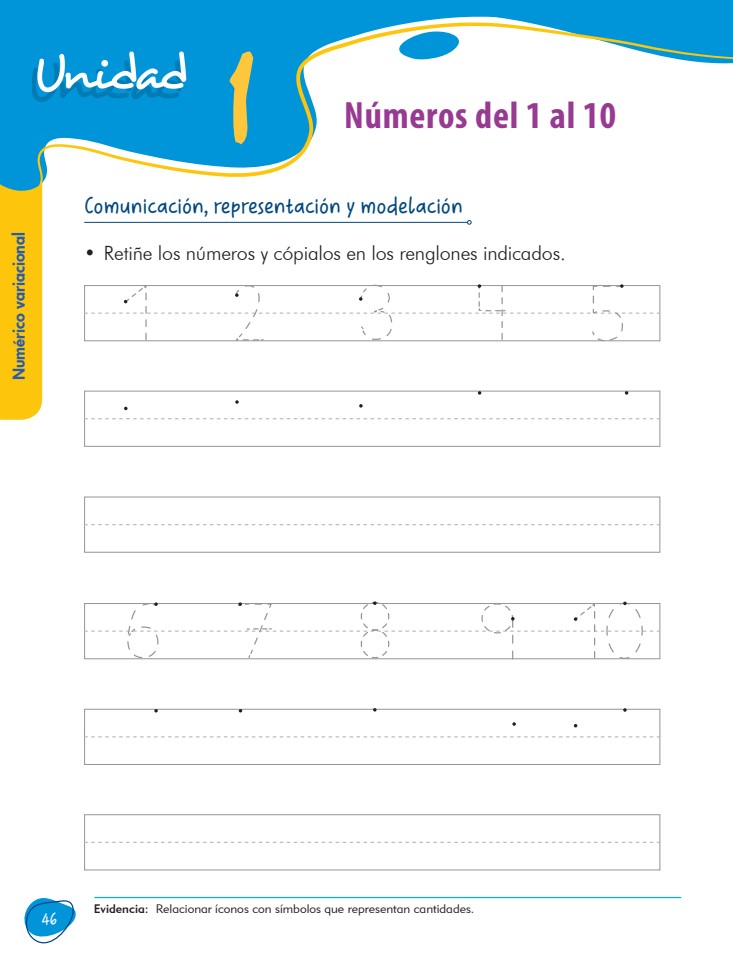 Unidad 1
Números del 1 al 10
Numérico variacional
Comunicación, representación y modelación
• Retiñe los números y cópialos en los renglones indicados.
1 2 3 4 5
6 7 8 9 10
46
Evidencia: Relacionar íconos con símbolos que representan cantidades.